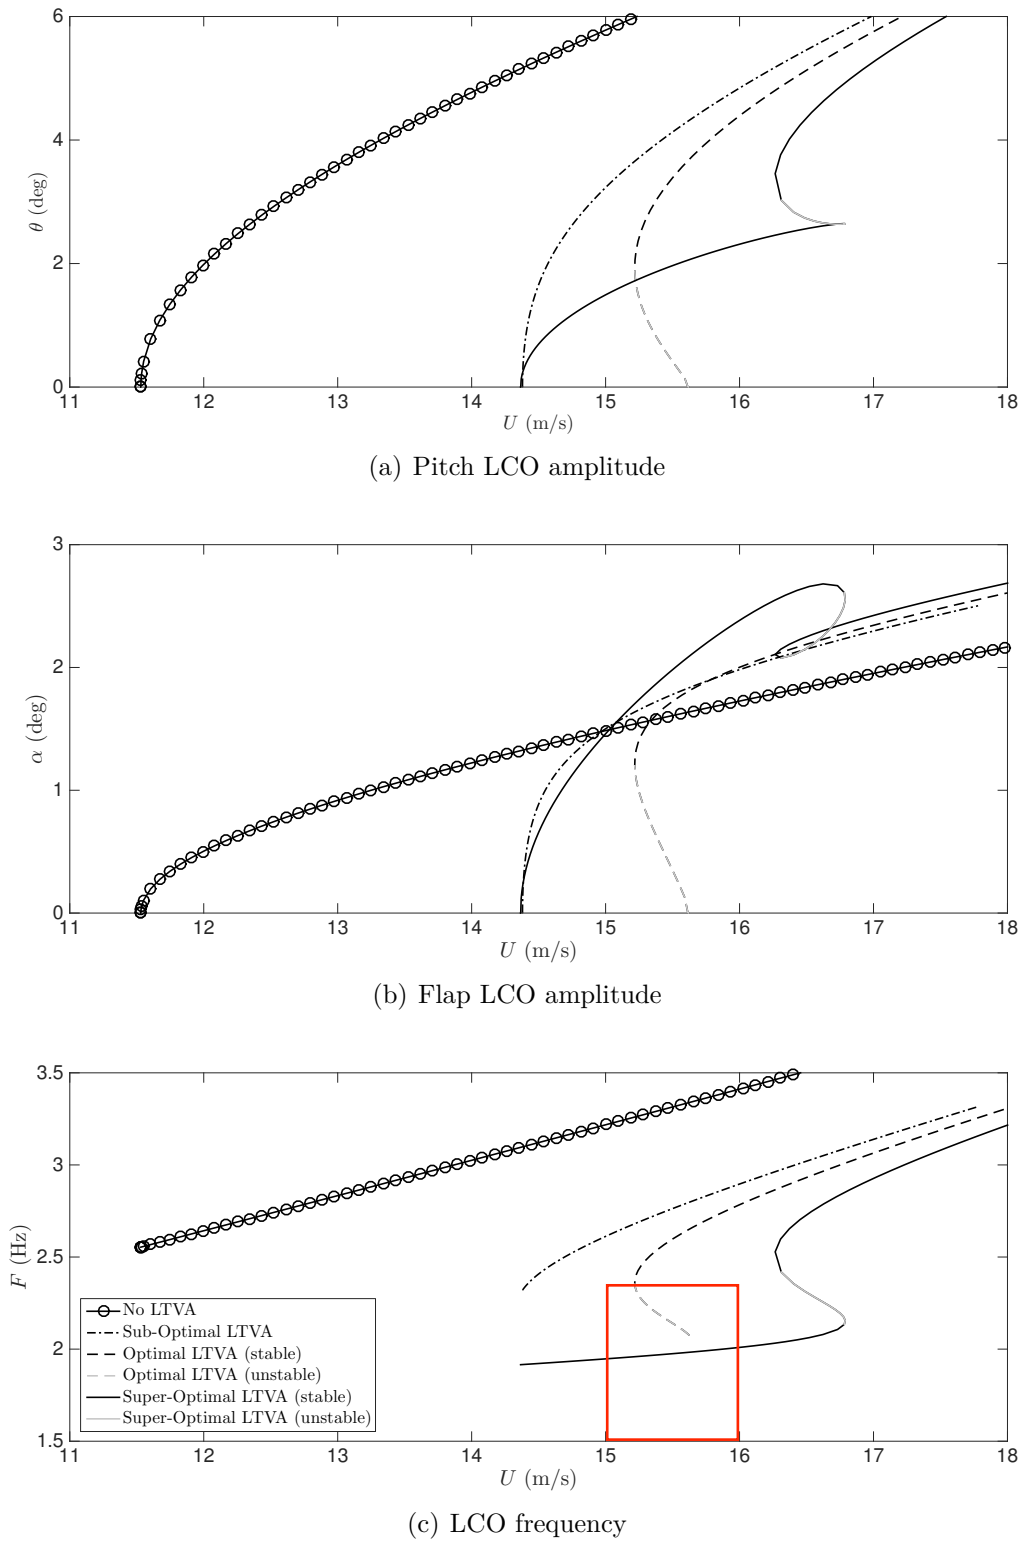 6
4
2
0
θ (deg)
11 12 13 14 15 16 17 18
U (m/s)
(a) Pitch LCO amplitude
3
2
1
0
α (deg)
11 12 13 14 15 16 17 18
U (m/s)
(b) Flap LCO amplitude
3.5
3
2.5
2
1.5
F (Hz)
No LTVA
Sub-Optimal LTVA
Optimal LTVA (stable)
Optimal LTVA (unstable)
Super-Optimal LTVA (stable)
Super-Optimal LTVA (unstable)
11 12 13 14 15 16 17 18
U (m/s)
(c) LCO frequency